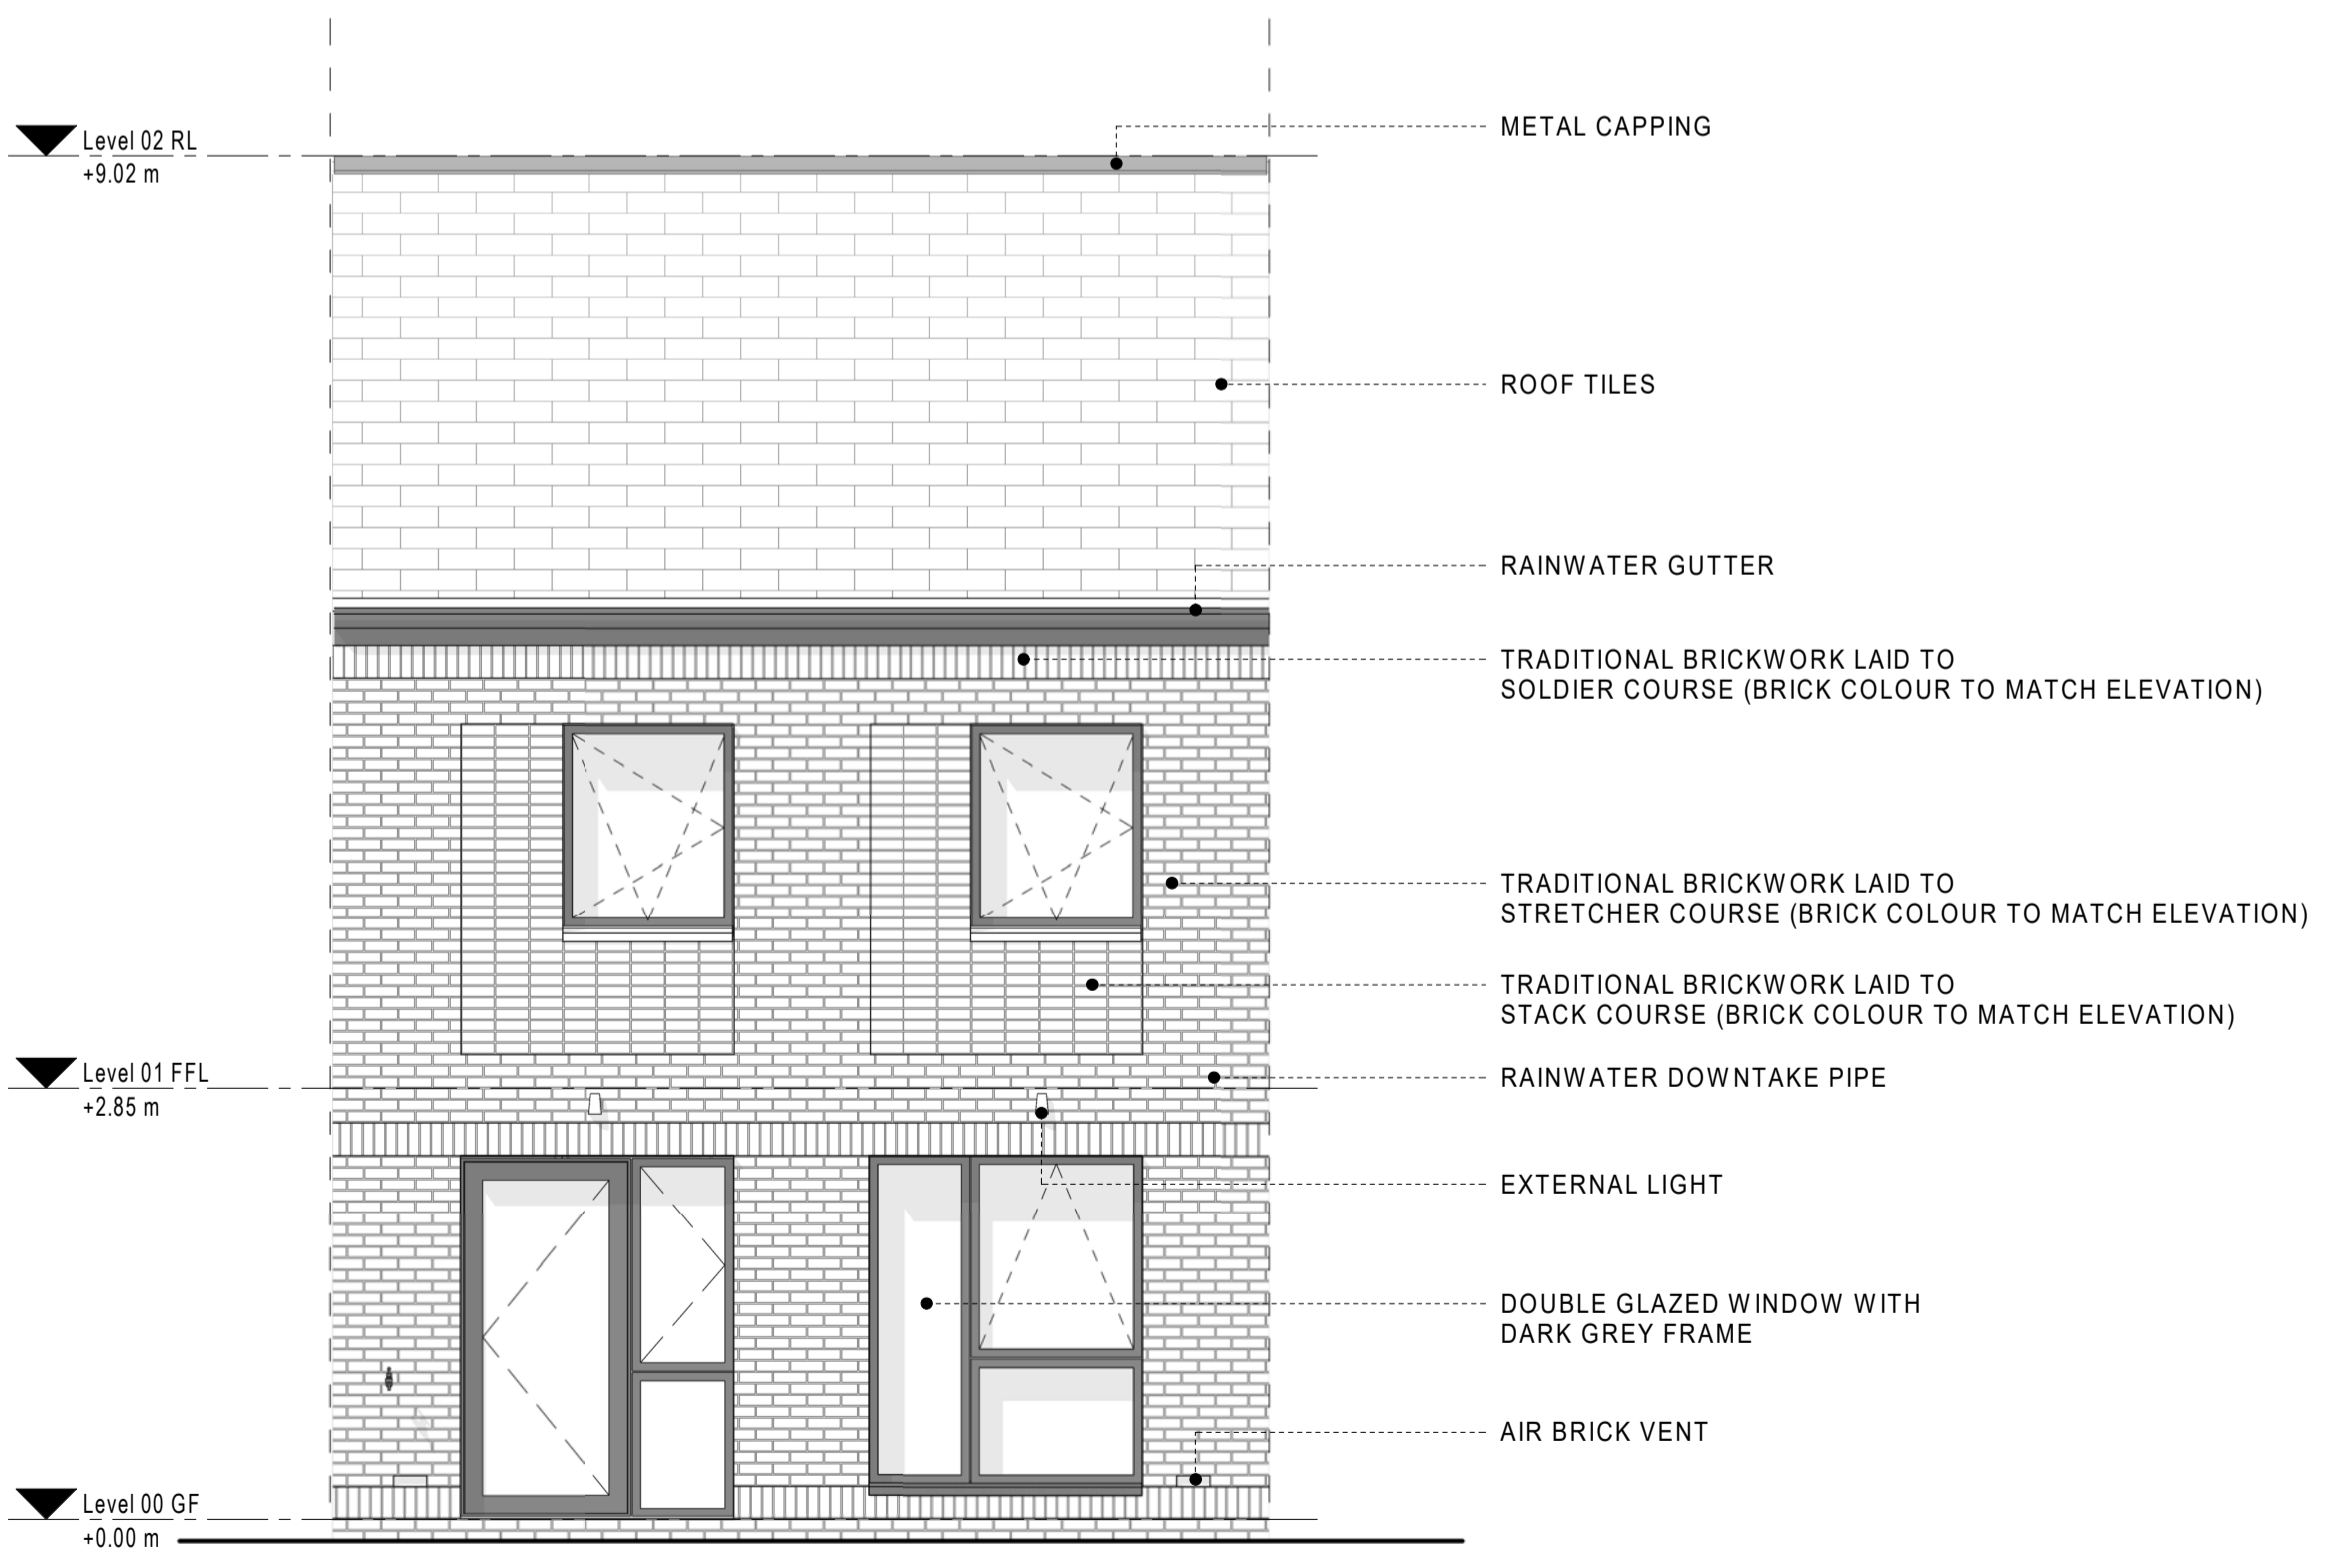 METAL CAPPING
Level 02 RL
+9.02 m
ROOF TILES
RAINWATER GUTTER
TRADITIONAL BRICKWORK LAID TO
SOLDIER COURSE (BRICK COLOUR TO MATCH ELEVATION)
TRADITIONAL BRICKWORK LAID TO
STRETCHER COURSE (BRICK COLOUR TO MATCH ELEVATION)
TRADITIONAL BRICKWORK LAID TO
STACK COURSE (BRICK COLOUR TO MATCH ELEVATION)
Level 01 FFL
+2.85 m
RAINWATER DOWNTAKE PIPE
EXTERNAL LIGHT
DOUBLE GLAZED WINDOW WITH
DARK GREY FRAME
AIR BRICK VENT
Level 00 GF
+0.00 m